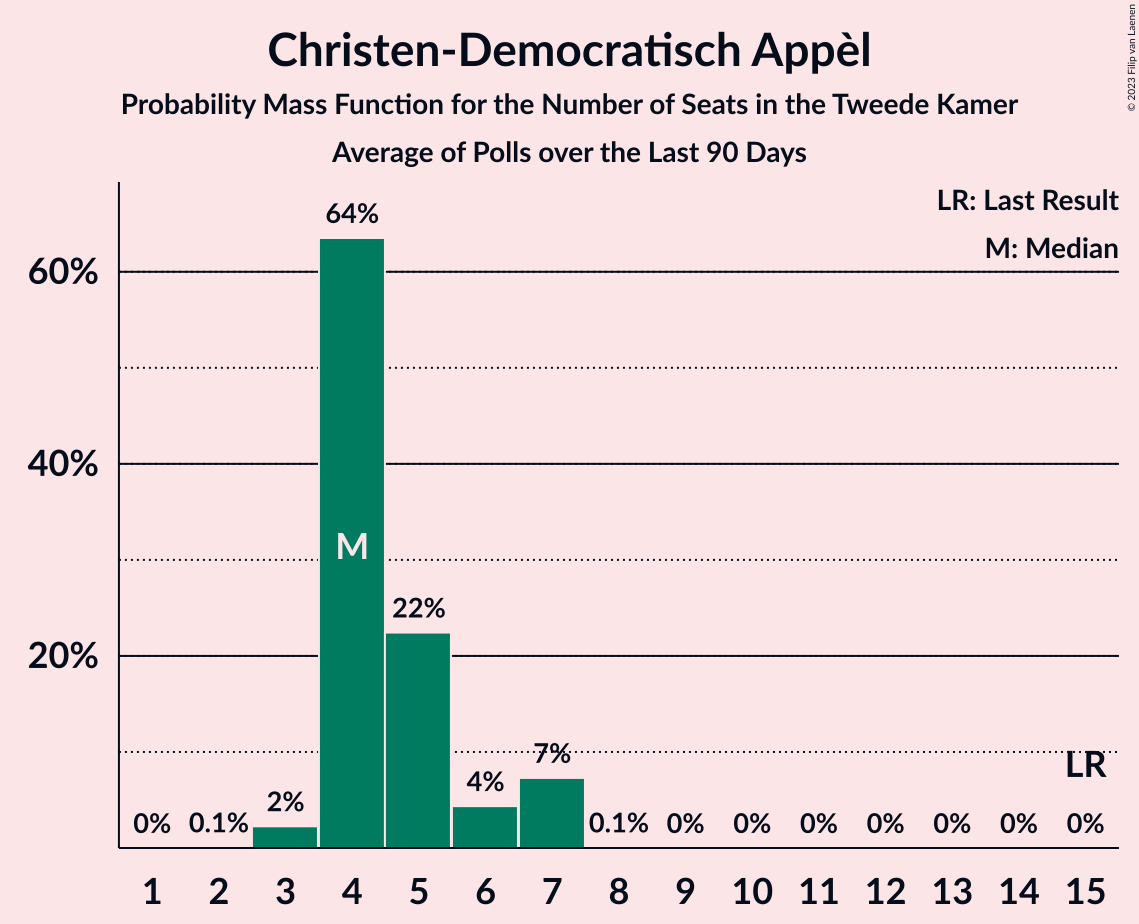 Christen-Democratisch Appèl
Probability Mass Function for the Number of Seats in the Tweede Kamer
Average of Polls over the Last 90 Days
© 2023 Filip van Laenen
LR: Last Result
M: Median
60%
40%
20%
0% 0.1% 2% 64% 22% 4% 7% 0.1% 0% 0% 0% 0% 0% 0% 0%
M
LR
1 2 3 4 5 6 7 8 9 10 11 12 13 14 15